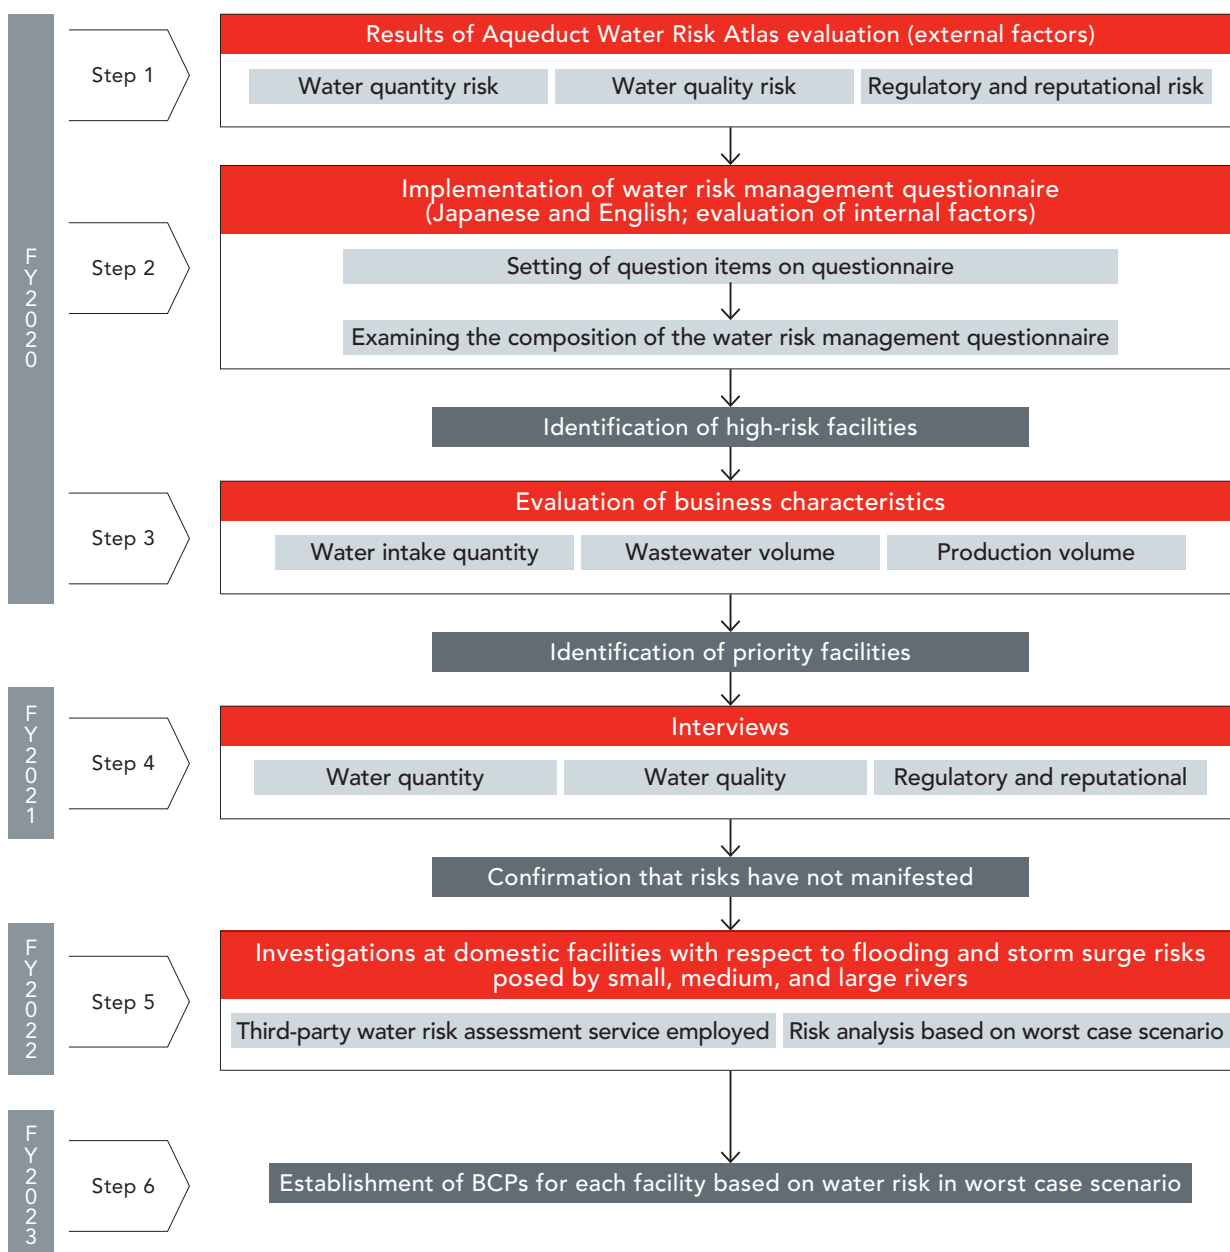 FY2020
Step 1
Results of Aqueduct Water Risk Atlas evaluation (external factors)
Water quantity risk
Water quality risk
Regulatory and reputational risk
Step 2
Implementation of water risk management questionnaire
(Japanese and English; evaluation of internal factors)
Setting of question items on questionnaire
Examining the composition of the water risk management questionnaire
Identification of high-risk facilities
Step 3
Evaluation of business characteristics
Water intake quantity
Wastewater volume
Production volume
Identification of priority facilities
FY2021
Step 4
Interviews
Water quantity
Water quality
Regulatory and reputational
Confirmation that risks have not manifested
FY2022
Step 5
Investigations at domestic facilities with respect to flooding and storm surge risks
posed by small, medium, and large rivers
Third-party water risk assessment service employed
Risk analysis based on worst case scenario
FY2023
Step 6
Establishment of BCPs for each facility based on water risk in worst case scenario